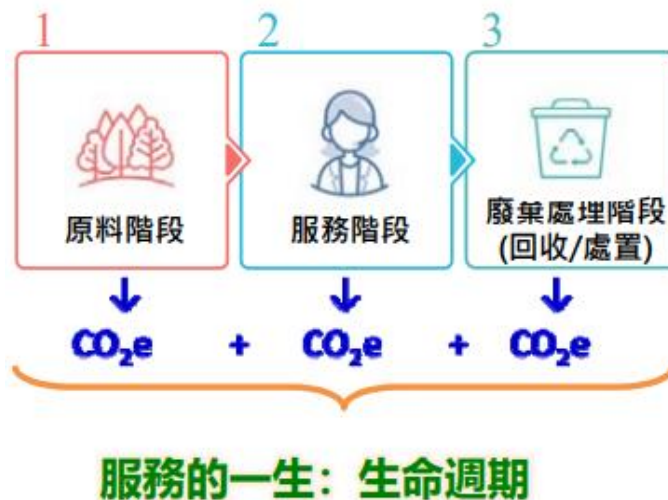 1 2 3
原料階段
服務階段
廢棄處理階段
(回收/處置)
CO₂e + CO₂e + CO₂e
服務的一生：生命週期